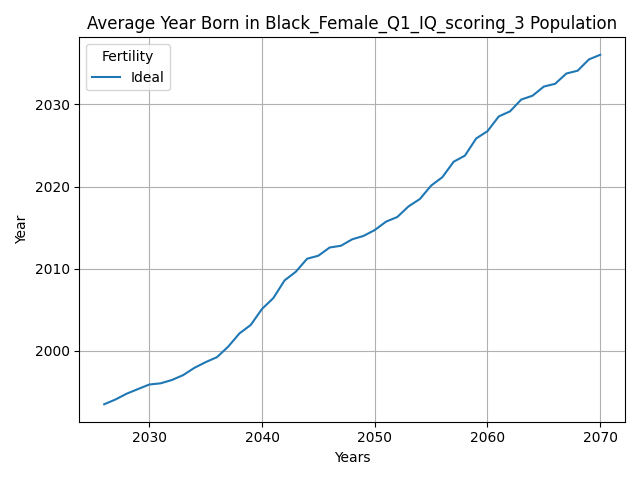 Average Year Born in Black_Female_Q1_IQ_scoring_3 Population
Fertility
Ideal
Year
2030
2020
2010
2000
2030 2040 2050 2060 2070
Years